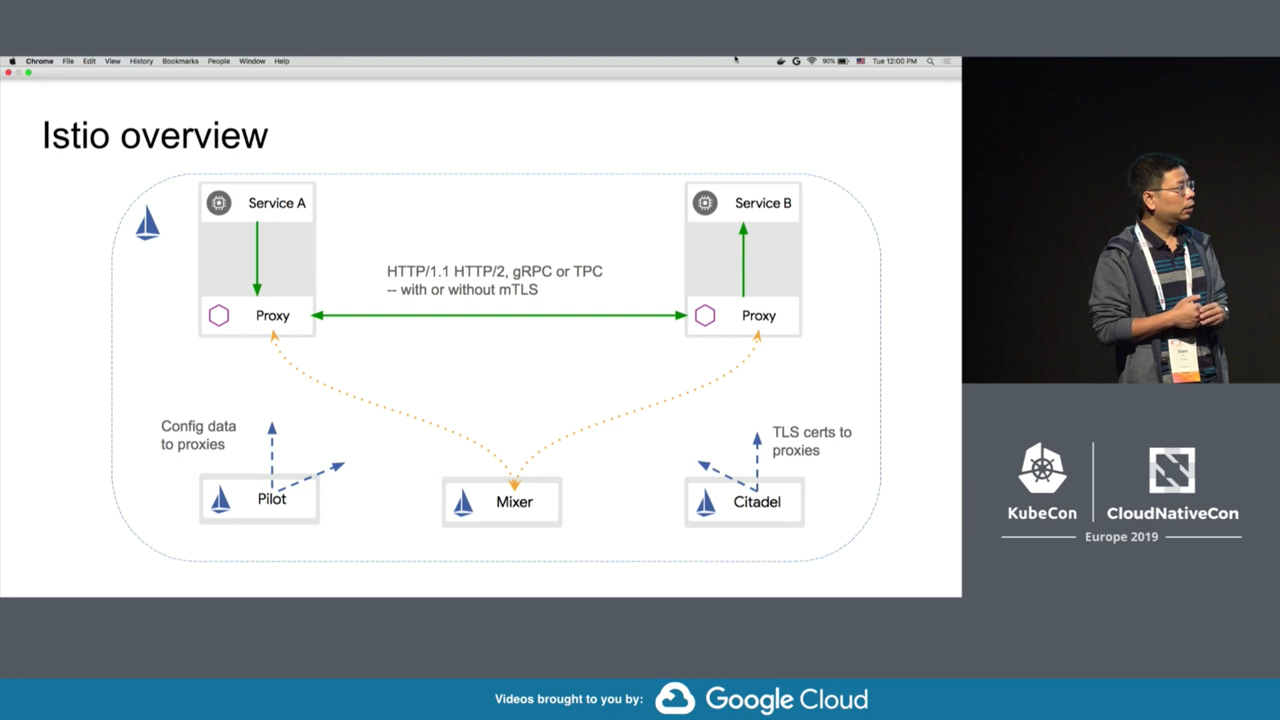 Chrome File Edit View History Bookmarks People Window Help
90% Tue 12:00 PM
Istio overview
Service A
Service B
HTTP/1.1 HTTP/2, gRPC or TPC
-- with or without mTLS
Proxy
Proxy
Config data
to proxies
TLS certs to
proxies
Pilot
Mixer
Citadel
KubeCon
CloudNativeCon
Europe 2019
Videos brought to you by:
Google Cloud